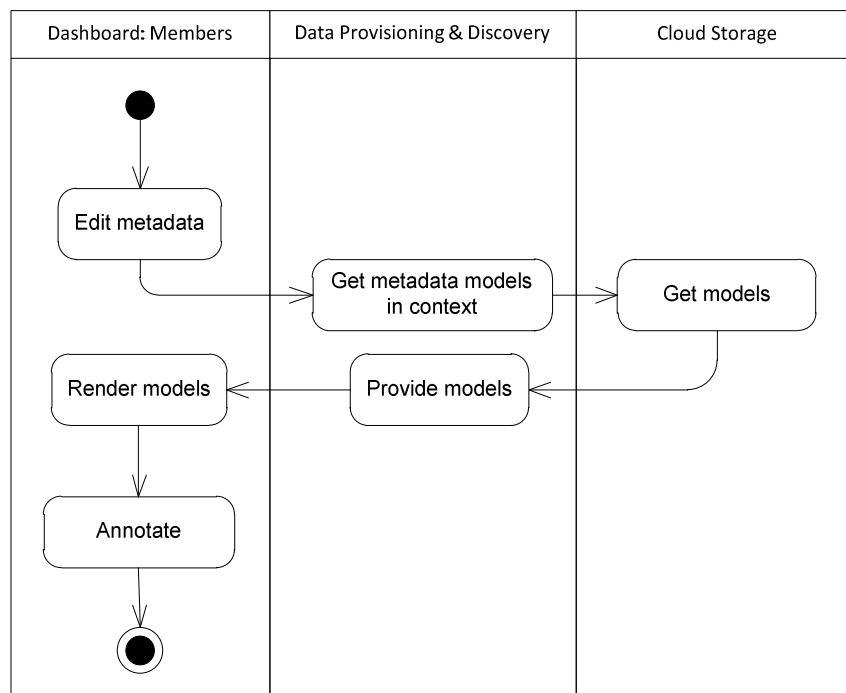 Dashboard: Members
Data Provisioning & Discovery
Cloud Storage
Edit metadata
Get metadata models
in context
Get models
Render models
Provide models
Annotate